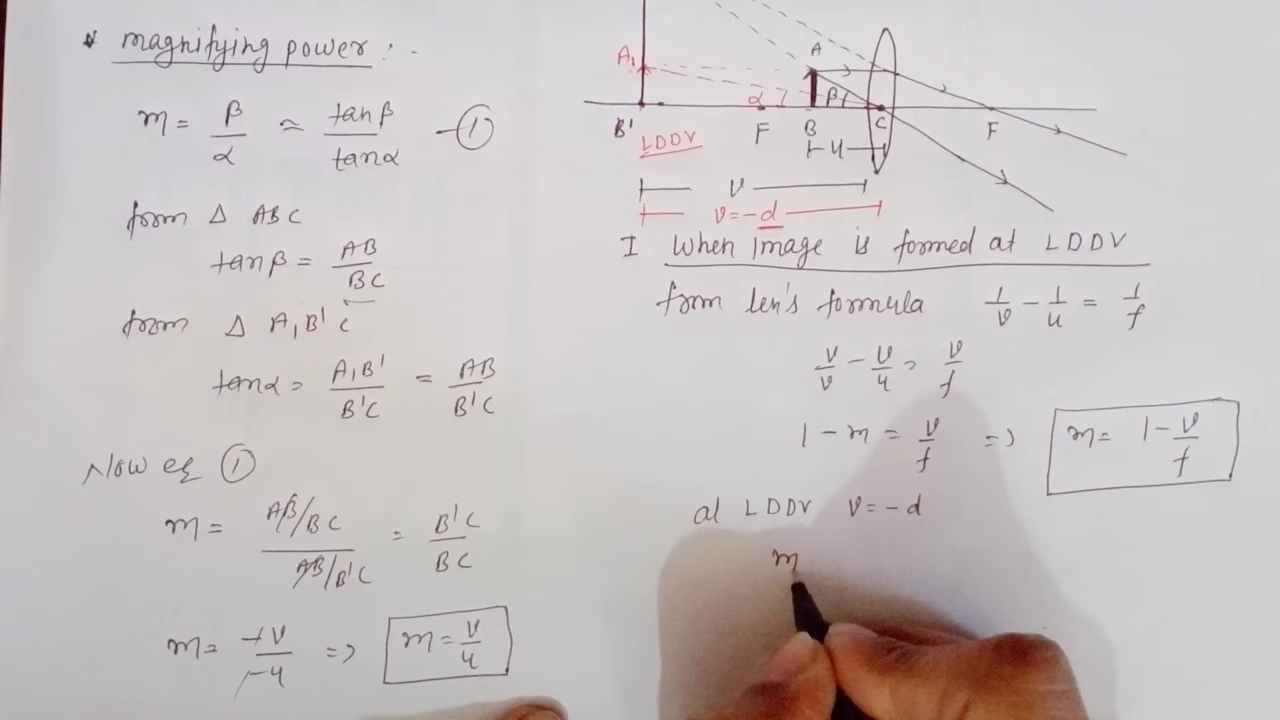 * magnifying power :-
m = β/α ≈ tanβ/tanα —①
form Δ ABC
tanβ = AB/BC
from Δ A₁B'C
tanα = A₁B'/B'C = AB/B'C
Now eq ①
m = AB/BC / AB/B'C = B'C/BC
m = -v/-u => m = v/u
A₁ A
α β C
B' LDDV F B F
u
v
v = -d
I When image is formed at LDDV
from len's formula 1/v - 1/u = 1/f
v/v - v/u = v/f
1 - m = v/f => m = 1 - v/f
at LDDV v = -d
m